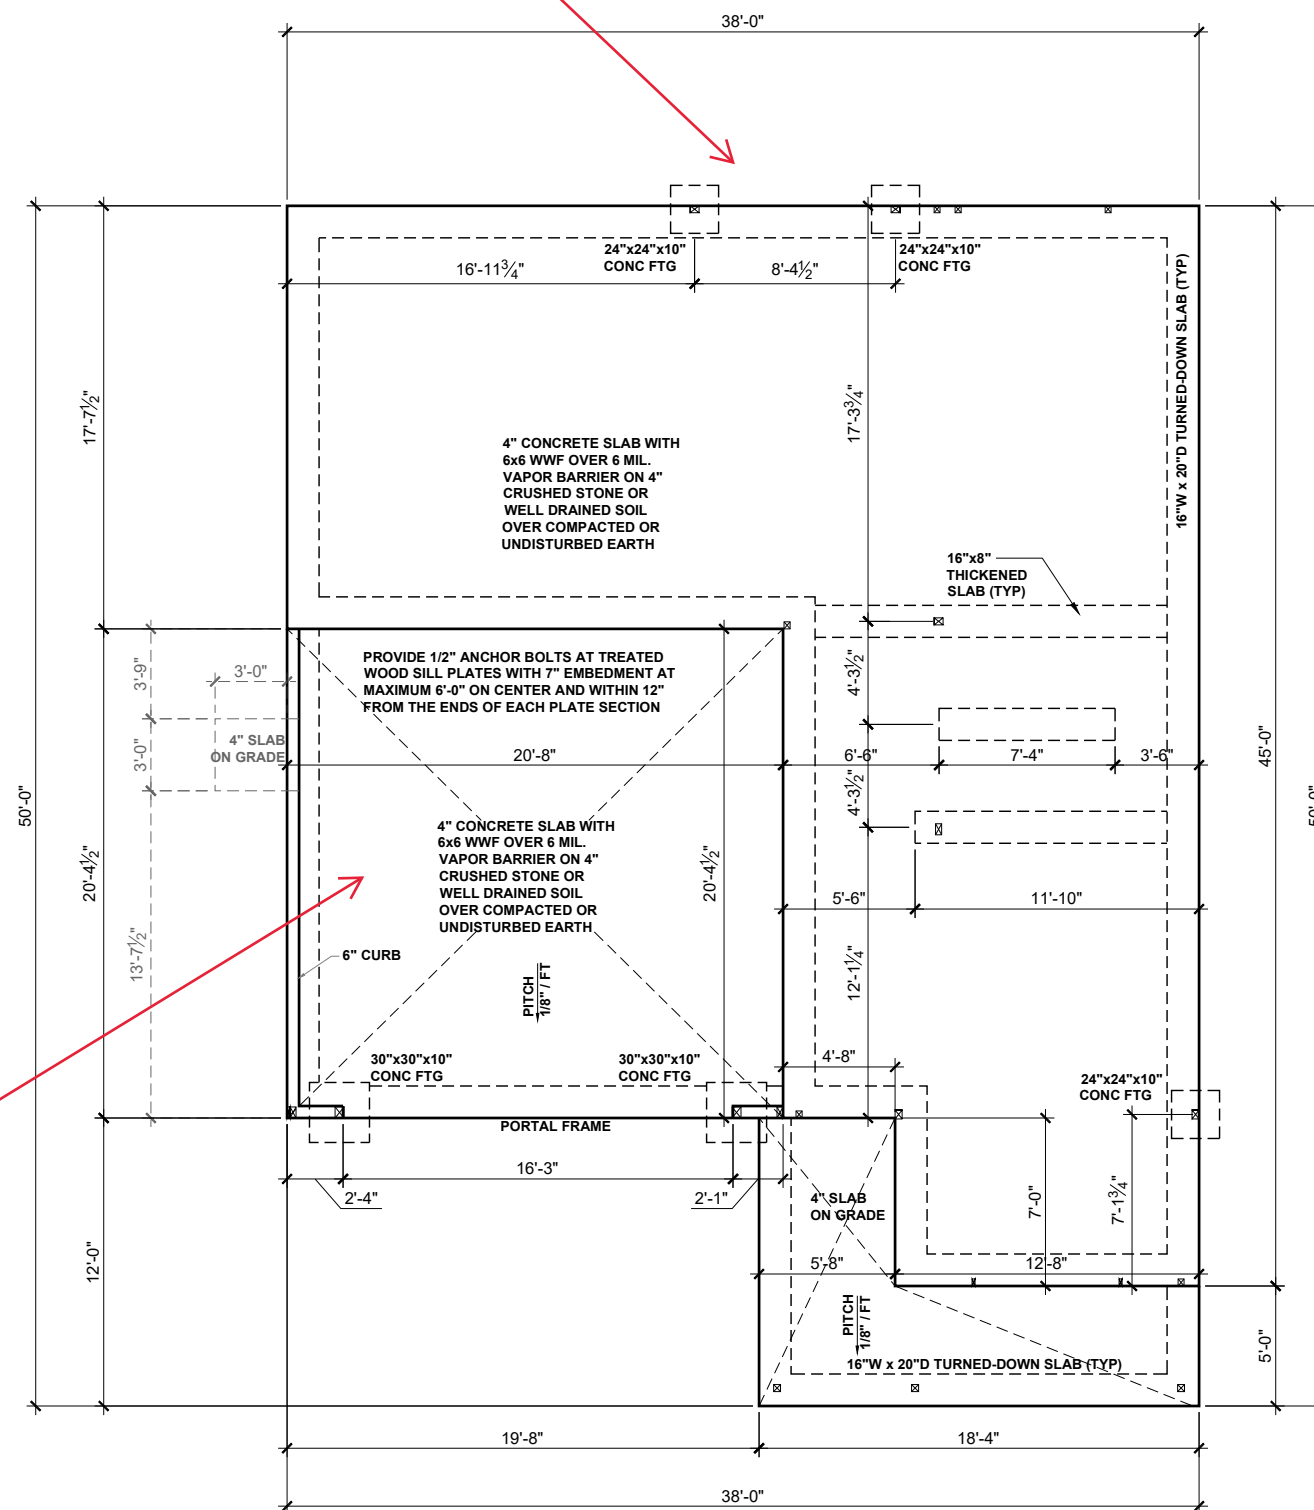 38'-0"
24"x24"x10"
CONC FTG
24"x24"x10"
CONC FTG
16'-11¾"
8'-4½"
16"W x 20"D TURNED-DOWN SLAB (TYP)
17'-7½"
17'-3¾"
4" CONCRETE SLAB WITH
6x6 WWF OVER 6 MIL.
VAPOR BARRIER ON 4"
CRUSHED STONE OR
WELL DRAINED SOIL
OVER COMPACTED OR
UNDISTURBED EARTH
16"x8"
THICKENED
SLAB (TYP)
PROVIDE 1/2" ANCHOR BOLTS AT TREATED
WOOD SILL PLATES WITH 7" EMBEDMENT AT
MAXIMUM 6'-0" ON CENTER AND WITHIN 12"
FROM THE ENDS OF EACH PLATE SECTION
3'-9"
3'-0"
4'-3½"
4" SLAB
ON GRADE
3'-0"
20'-8"
6'-6"
7'-4"
3'-6"
45'-0"
50'-0"
50'-0"
4'-3½"
4" CONCRETE SLAB WITH
6x6 WWF OVER 6 MIL.
VAPOR BARRIER ON 4"
CRUSHED STONE OR
WELL DRAINED SOIL
OVER COMPACTED OR
UNDISTURBED EARTH
20'-4½"
20'-4½"
5'-6"
11'-10"
13'-7½"
6" CURB
12'-1¼"
PITCH
1/8" / FT
30"x30"x10"
CONC FTG
30"x30"x10"
CONC FTG
4'-8"
24"x24"x10"
CONC FTG
PORTAL FRAME
16'-3"
2'-4"
2'-1"
4" SLAB
ON GRADE
7'-0"
7'-1¾"
12'-0"
5'-8"
12'-8"
PITCH
1/8" / FT
16"W x 20"D TURNED-DOWN SLAB (TYP)
5'-0"
19'-8"
18'-4"
38'-0"